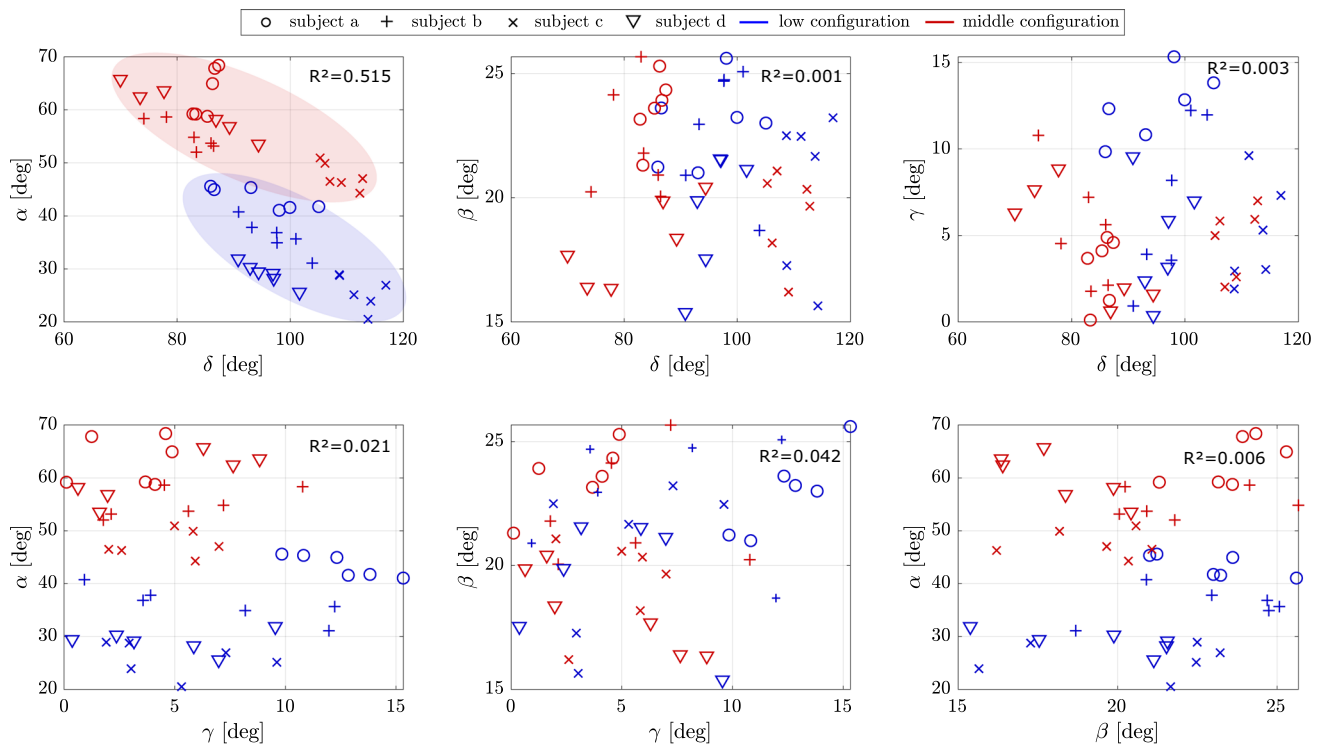 subject a subject b subject c subject d low configuration middle configuration
70 60 50 40 30 20
α [deg]
R²=0.515
60 80 100 120
δ [deg]
25 20 15
β [deg]
R²=0.001
60 80 100 120
δ [deg]
15 10 5 0
γ [deg]
R²=0.003
60 80 100 120
δ [deg]
70 60 50 40 30 20
α [deg]
R²=0.021
0 5 10 15
γ [deg]
25 20 15
β [deg]
R²=0.042
0 5 10 15
γ [deg]
70 60 50 40 30 20
α [deg]
R²=0.006
15 20 25
β [deg]